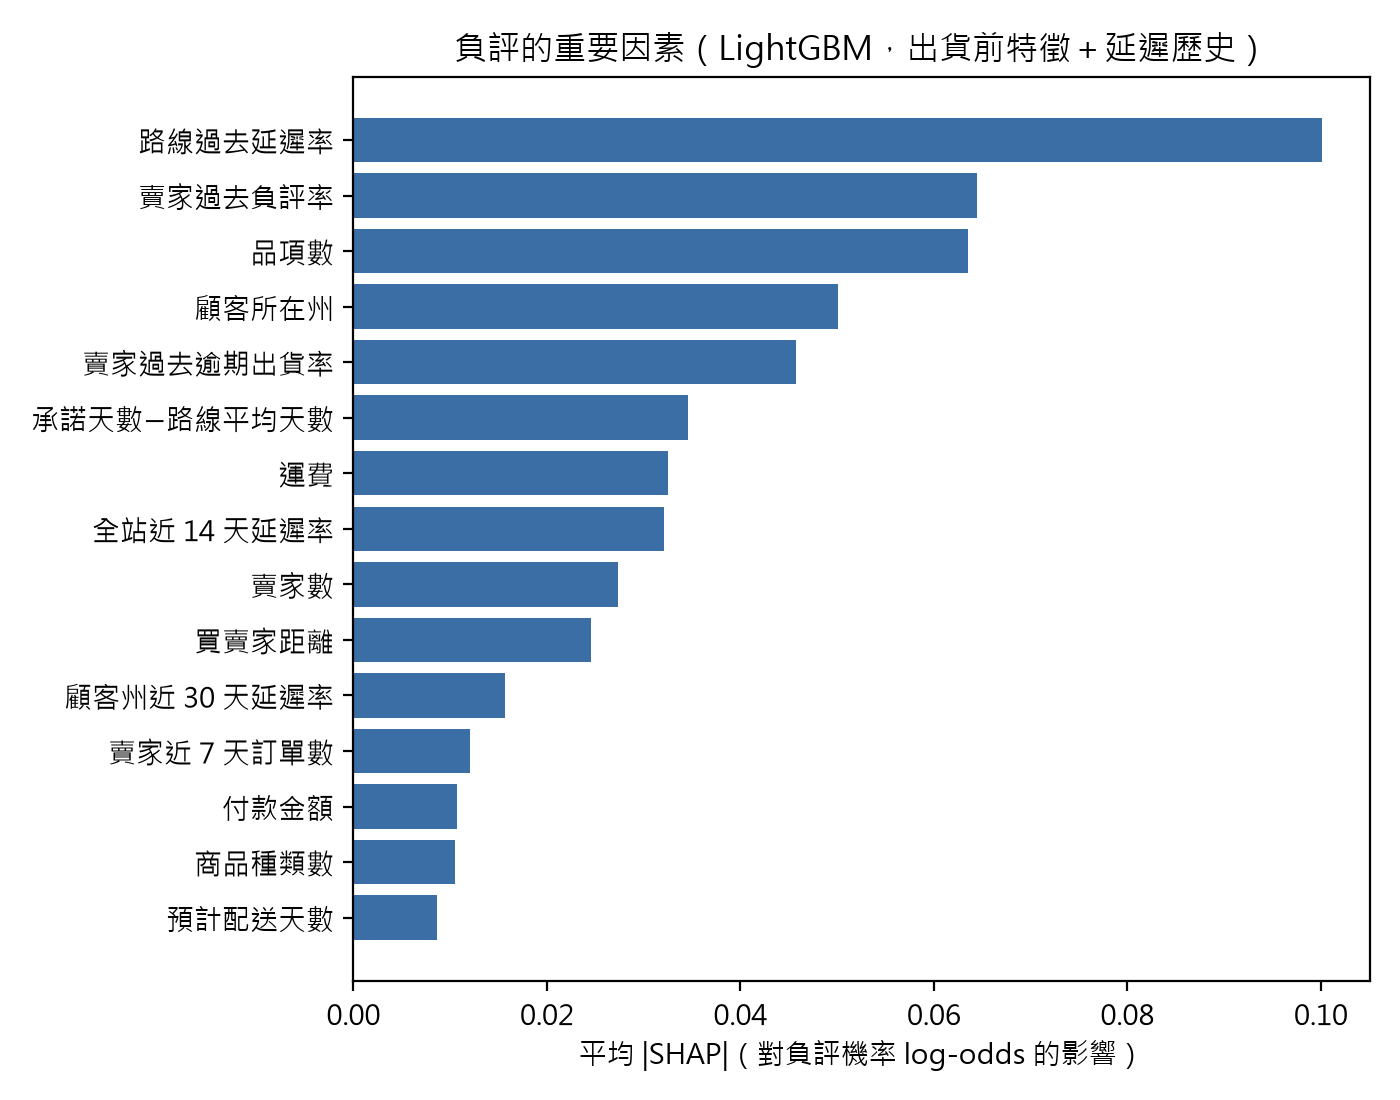 負評的重要因素（LightGBM，出貨前特徵＋延遲歷史）
路線過去延遲率
賣家過去負評率
品項數
顧客所在州
賣家過去逾期出貨率
承諾天數−路線平均天數
運費
全站近 14 天延遲率
賣家數
買賣家距離
顧客州近 30 天延遲率
賣家近 7 天訂單數
付款金額
商品種類數
預計配送天數
0.00 0.02 0.04 0.06 0.08 0.10
平均 |SHAP|（對負評機率 log-odds 的影響）